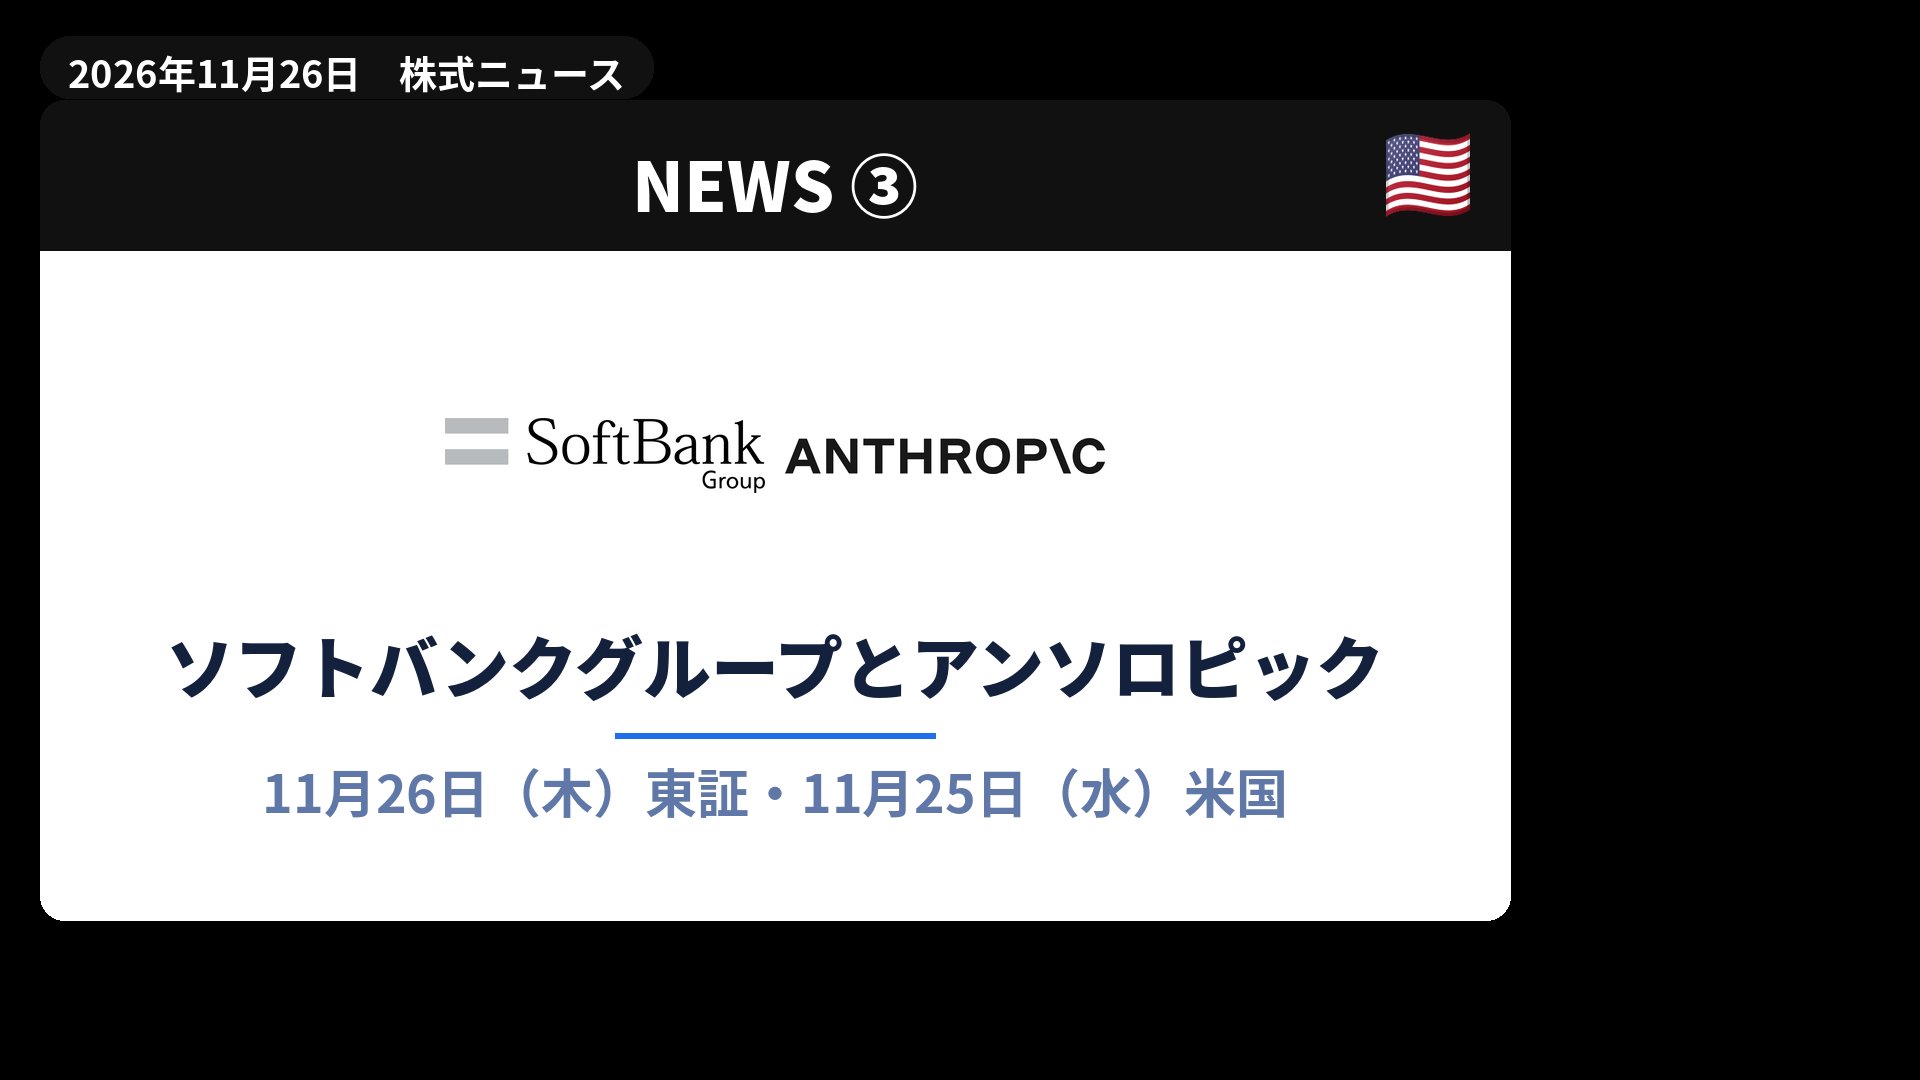 2026年11月26日　株式ニュース
NEWS ③
SoftBank
Group
ANTHROP\C
ソフトバンクグループとアンソロピック
11月26日（木）東証・11月25日（水）米国